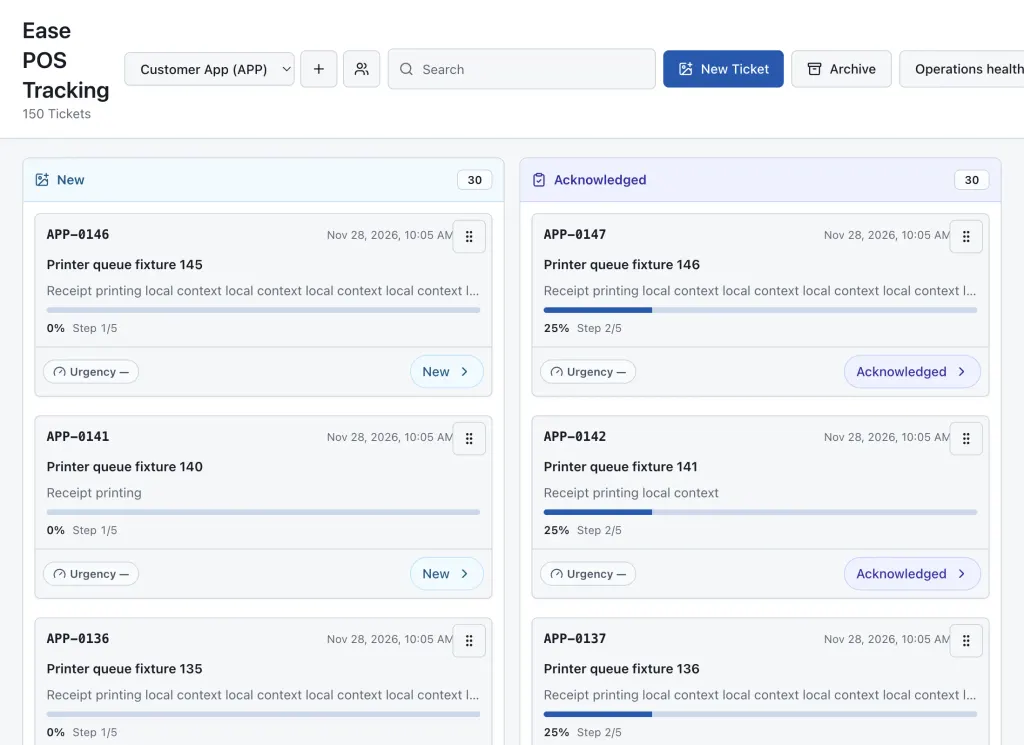 Ease
POS
Tracking
150 Tickets
Customer App (APP)
Search
New Ticket
Archive
Operations health
New
30
APP-0146
Nov 28, 2026, 10:05 AM
Printer queue fixture 145
Receipt printing local context local context local context local context l...
0% Step 1/5
Urgency —
New
APP-0141
Nov 28, 2026, 10:05 AM
Printer queue fixture 140
Receipt printing
0% Step 1/5
Urgency —
New
APP-0136
Nov 28, 2026, 10:05 AM
Printer queue fixture 135
Receipt printing local context local context local context local context l...
0% Step 1/5
Acknowledged
30
APP-0147
Nov 28, 2026, 10:05 AM
Printer queue fixture 146
Receipt printing local context local context local context local context l...
25% Step 2/5
Urgency —
Acknowledged
APP-0142
Nov 28, 2026, 10:05 AM
Printer queue fixture 141
Receipt printing local context
25% Step 2/5
Urgency —
Acknowledged
APP-0137
Nov 28, 2026, 10:05 AM
Printer queue fixture 136
Receipt printing local context local context local context local context l...
25% Step 2/5